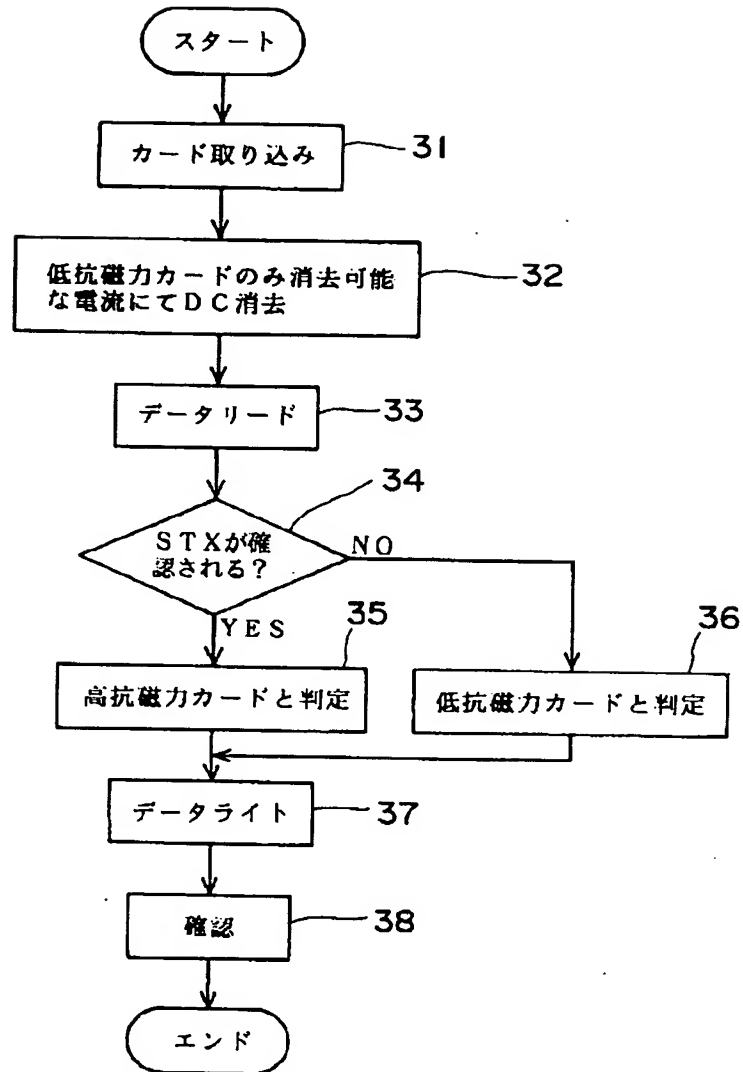 スタート
カード取り込み
31
低抗磁力カードのみ消去可能
な電流にてDC消去
32
データリード
33
34
STXが確
認される?
NO
YES
35
36
高抗磁力カードと判定
低抗磁力カードと判定
データライト
37
確認
38
エンド